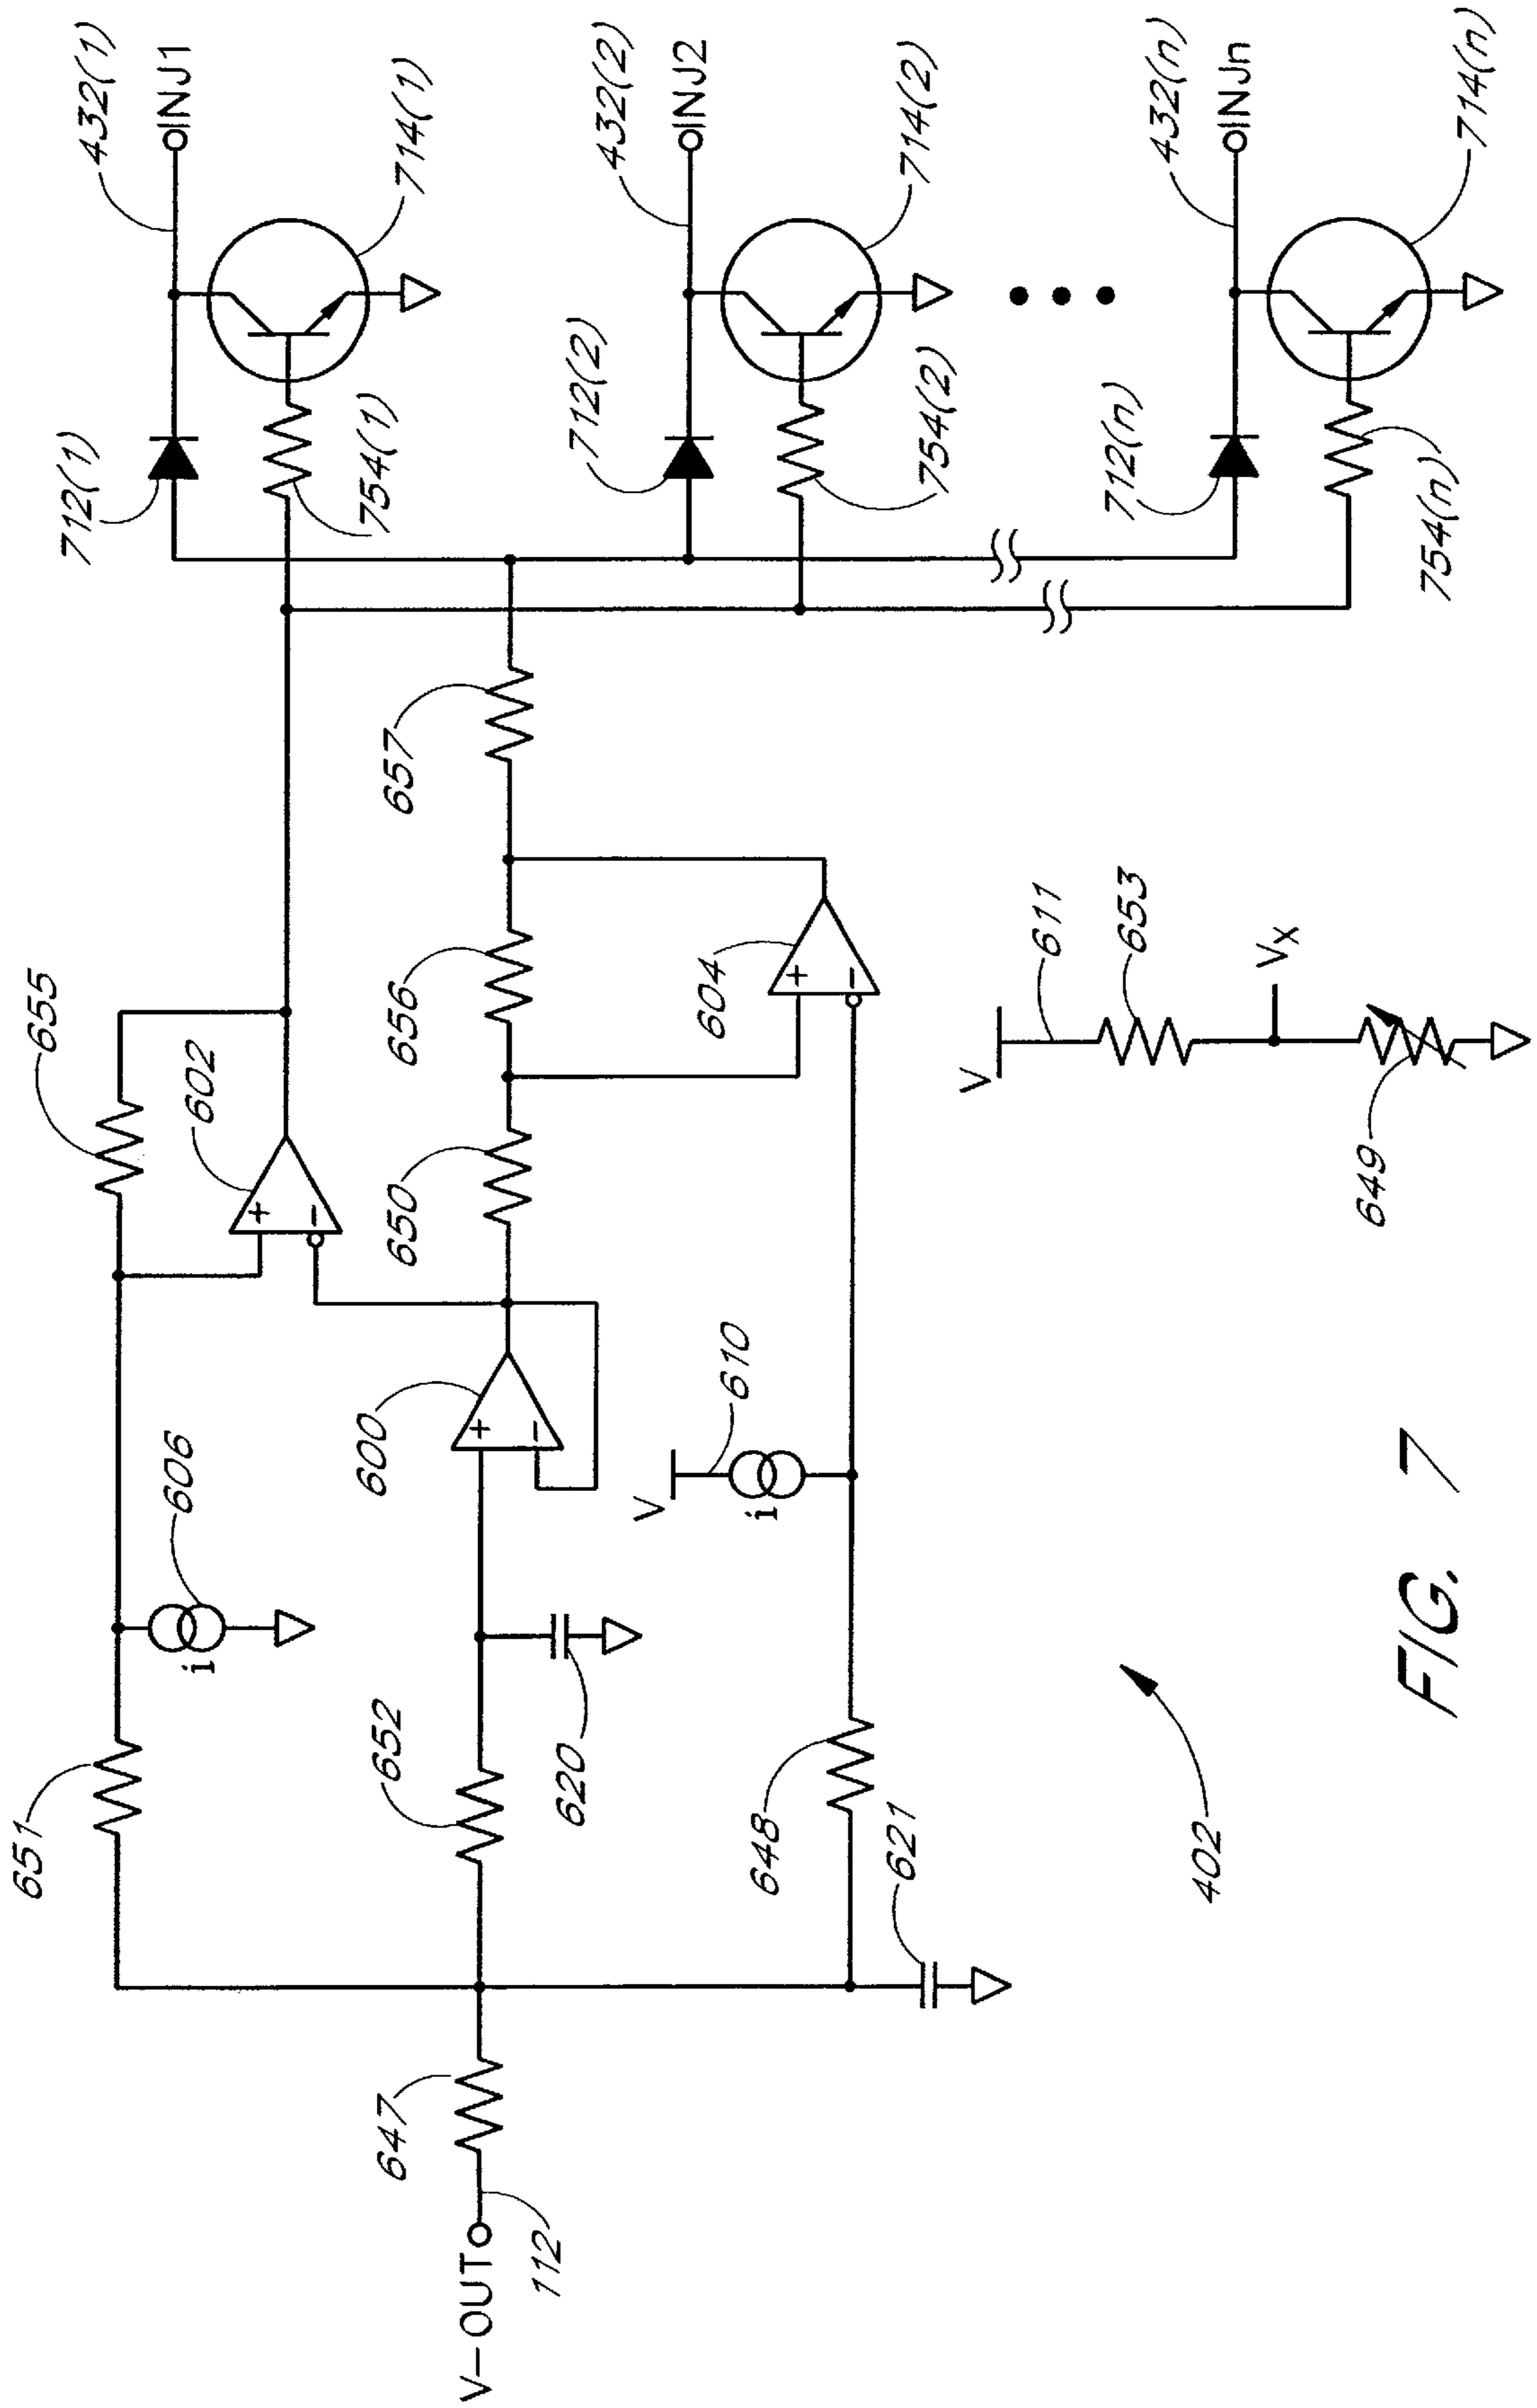 432(1)
INJ1
712(1)
714(1)
754(1)
432(2)
INJ2
712(2)
714(2)
754(2)
432(n)
INJn
712(n)
714(n)
754(n)
655
602
657
656
650
604
606
i
600
V
610
i
651
652
620
648
621
647
V-OUT
112
V
611
653
VX
649
402
FIG. 7
+
−
+
−
+
−